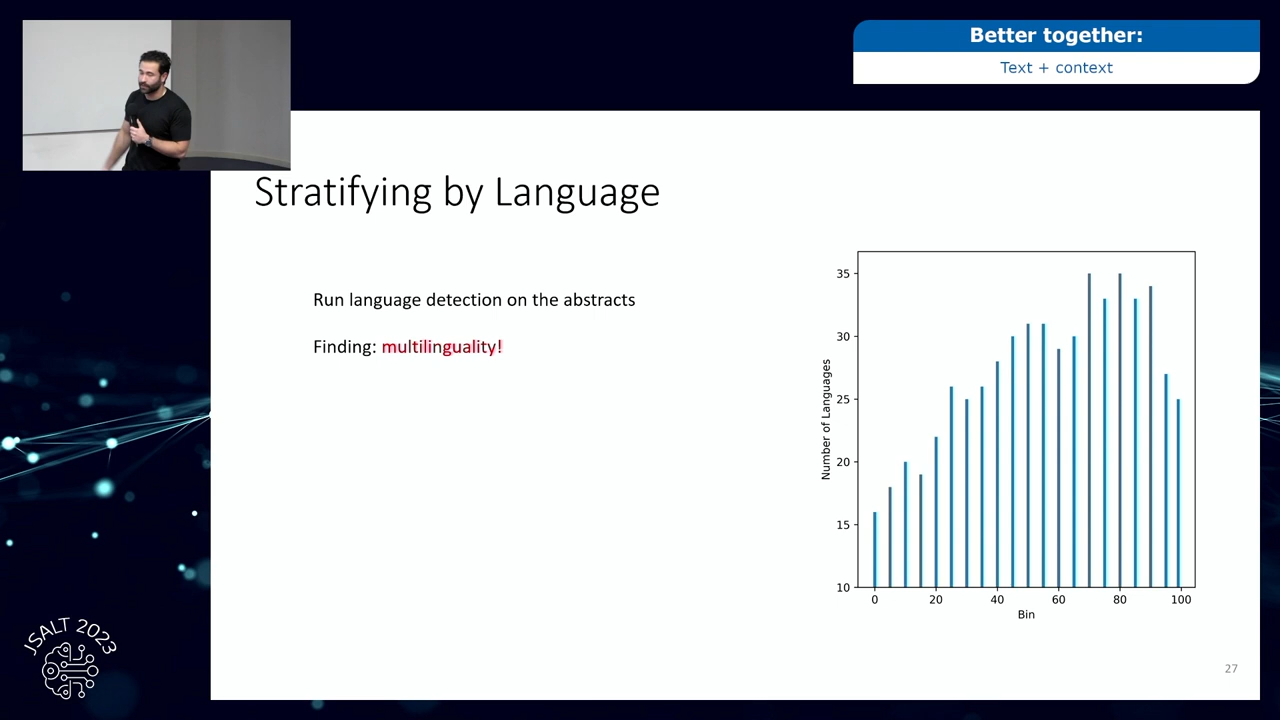 Better together:
Text + context
Stratifying by Language
Run language detection on the abstracts
Finding: multilinguality!
35
30
25
20
15
10
Number of Languages
0 20 40 60 80 100
Bin
27
JSALT 2023